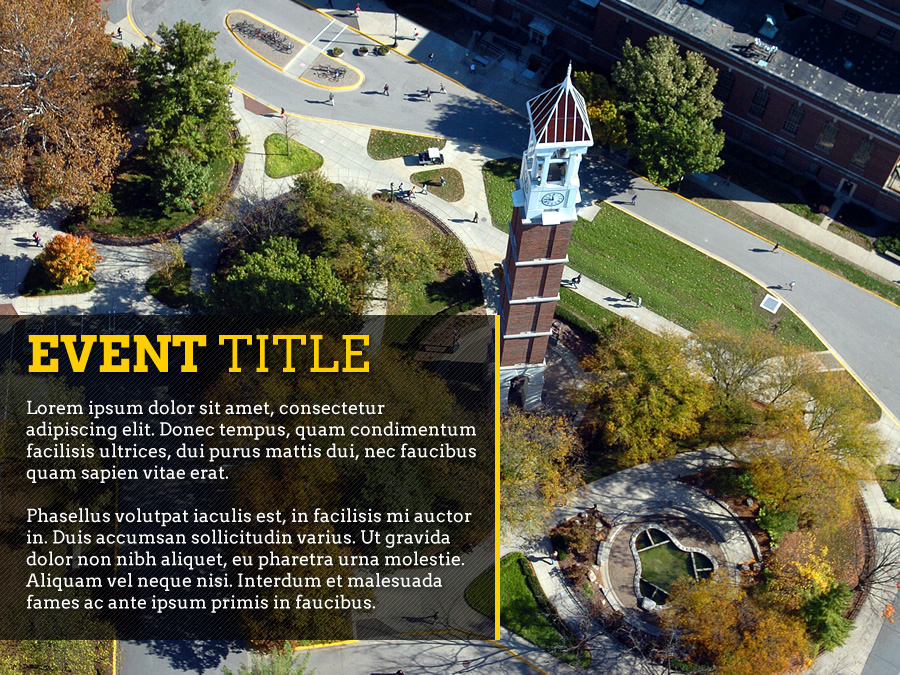 EVENT TITLE
Lorem ipsum dolor sit amet, consectetur
adipiscing elit. Donec tempus, quam condimentum
facilisis ultrices, dui purus mattis dui, nec faucibus
quam sapien vitae erat.
Phasellus volutpat iaculis est, in facilisis mi auctor
in. Duis accumsan sollicitudin varius. Ut gravida
dolor non nibh aliquet, eu pharetra urna molestie.
Aliquam vel neque nisi. Interdum et malesuada
fames ac ante ipsum primis in faucibus.